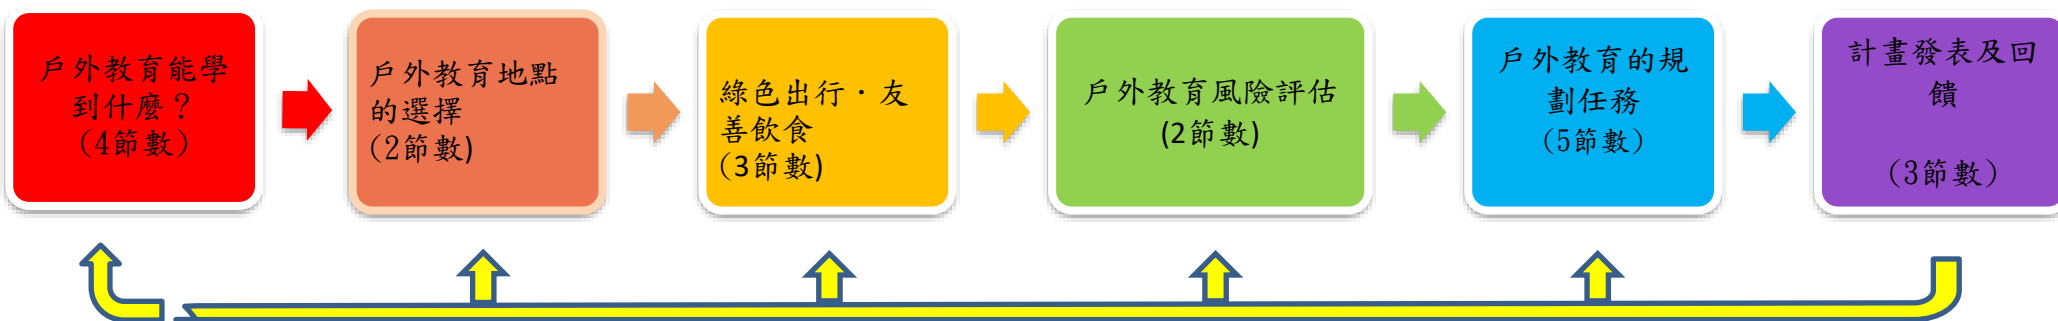 戶外教育能學
到什麼？
（4節數）
戶外教育地點
的選擇
（2節數)
綠色出行．友
善飲食
（3節數)
戶外教育風險評估
(2節數)
戶外教育的規
劃任務
（5節數）
計畫發表及回
饋
（3節數）